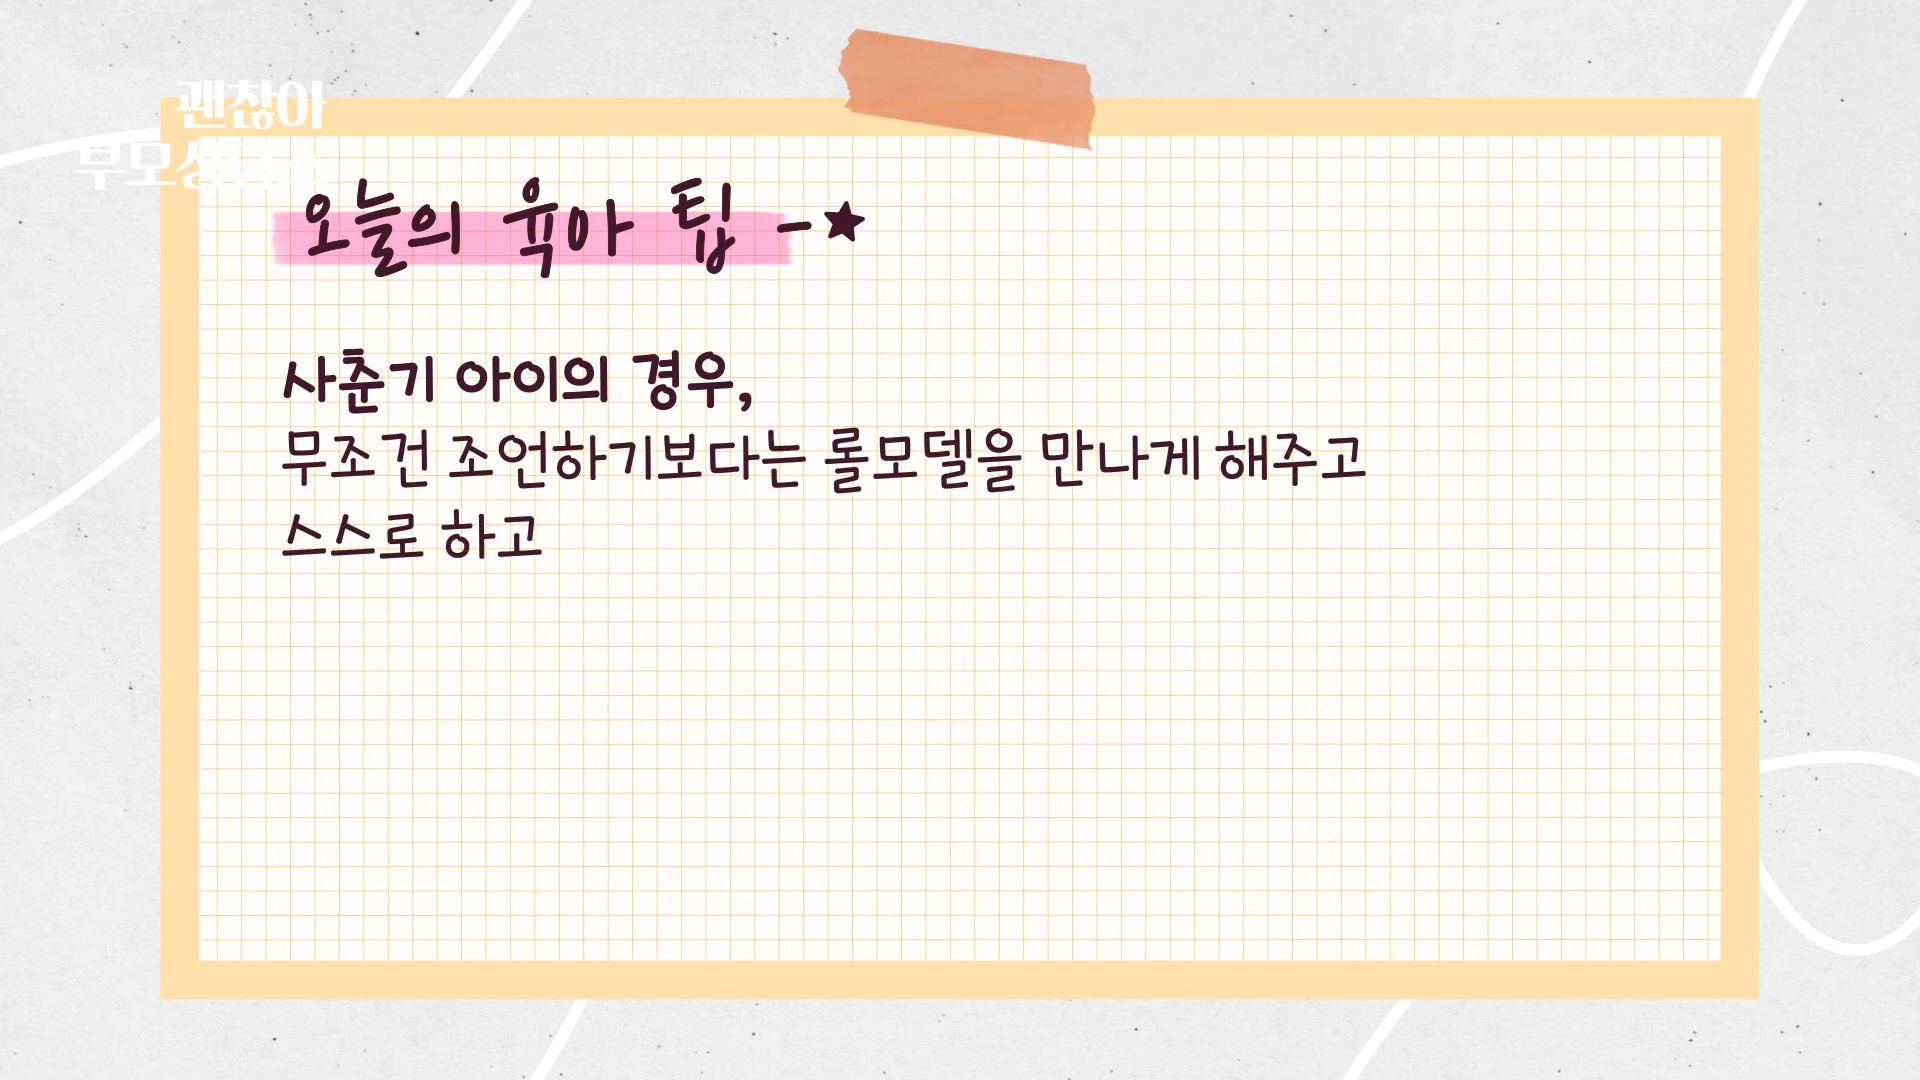 괜찮아
오늘의 육아 팁 -★
사춘기 아이의 경우,
무조건 조언하기보다는 롤모델을 만나게 해주고
스스로 하고